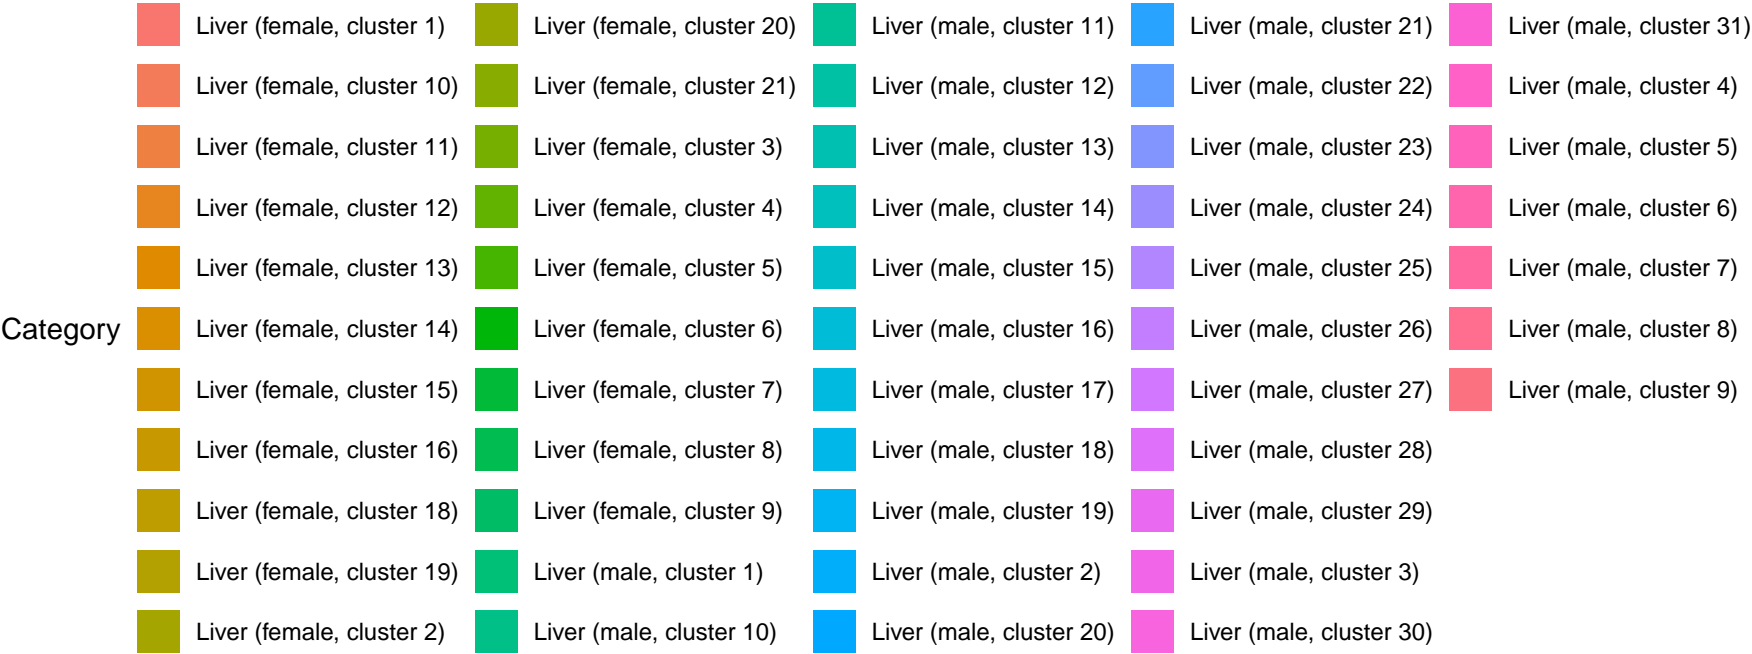 Category
Liver (female, cluster 1)
Liver (female, cluster 10)
Liver (female, cluster 11)
Liver (female, cluster 12)
Liver (female, cluster 13)
Liver (female, cluster 14)
Liver (female, cluster 15)
Liver (female, cluster 16)
Liver (female, cluster 18)
Liver (female, cluster 19)
Liver (female, cluster 2)
Liver (female, cluster 20)
Liver (female, cluster 21)
Liver (female, cluster 3)
Liver (female, cluster 4)
Liver (female, cluster 5)
Liver (female, cluster 6)
Liver (female, cluster 7)
Liver (female, cluster 8)
Liver (female, cluster 9)
Liver (male, cluster 1)
Liver (male, cluster 10)
Liver (male, cluster 11)
Liver (male, cluster 12)
Liver (male, cluster 13)
Liver (male, cluster 14)
Liver (male, cluster 15)
Liver (male, cluster 16)
Liver (male, cluster 17)
Liver (male, cluster 18)
Liver (male, cluster 19)
Liver (male, cluster 2)
Liver (male, cluster 20)
Liver (male, cluster 21)
Liver (male, cluster 22)
Liver (male, cluster 23)
Liver (male, cluster 24)
Liver (male, cluster 25)
Liver (male, cluster 26)
Liver (male, cluster 27)
Liver (male, cluster 28)
Liver (male, cluster 29)
Liver (male, cluster 3)
Liver (male, cluster 30)
Liver (male, cluster 31)
Liver (male, cluster 4)
Liver (male, cluster 5)
Liver (male, cluster 6)
Liver (male, cluster 7)
Liver (male, cluster 8)
Liver (male, cluster 9)